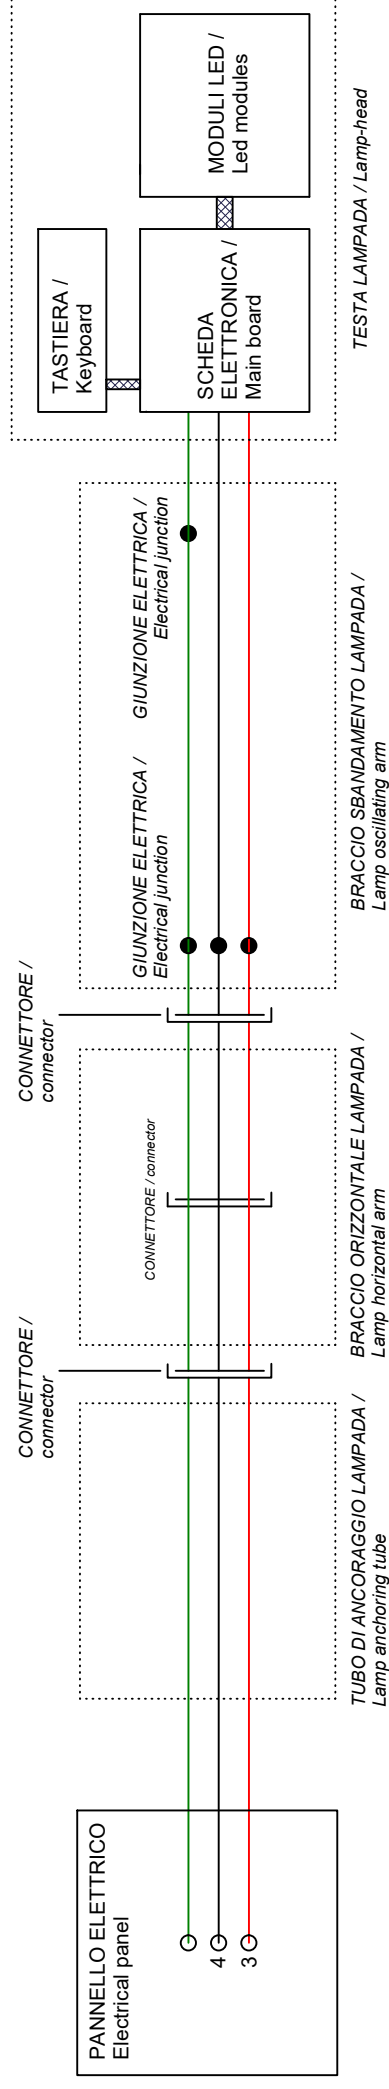 PANNELLO ELETTRICO
Electrical panel
4
3
TUBO DI ANCORAGGIO LAMPADA /
Lamp anchoring tube
CONNETTORE /
connector
CONNETTORE / connector
BRACCIO ORIZZONTALE LAMPADA /
Lamp horizontal arm
CONNETTORE /
connector
GIUNZIONE ELETTRICA /
Electrical junction
GIUNZIONE ELETTRICA /
Electrical junction
BRACCIO SBANDAMENTO LAMPADA /
Lamp oscillating arm
TASTIERA /
Keyboard
SCHEDA
ELETTRONICA /
Main board
MODULI LED /
Led modules
TESTA LAMPADA / Lamp-head